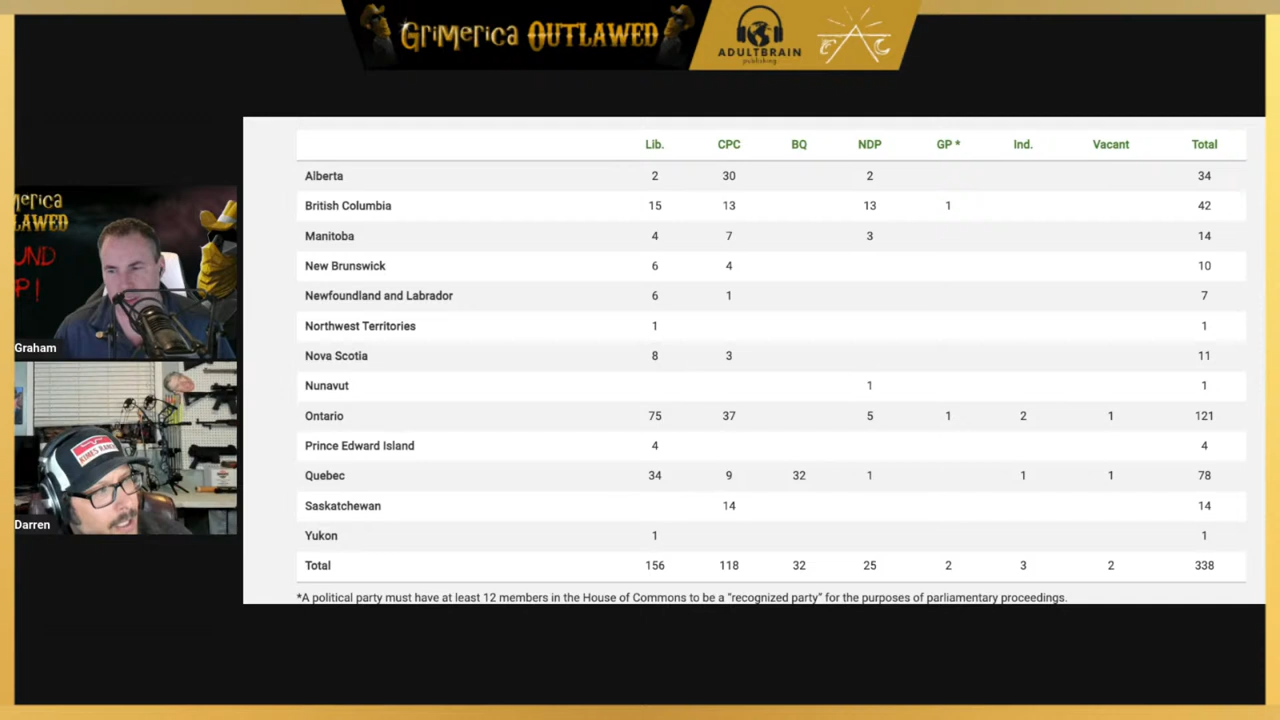 GRiMeRicA OUTLAWED
ADULTBRAIN
publishing
Lib. CPC BQ NDP GP * Ind. Vacant Total
Alberta 2 30 2 34
British Columbia 15 13 13 1 42
Manitoba 4 7 3 14
New Brunswick 6 4 10
Newfoundland and Labrador 6 1 7
Northwest Territories 1 1
Nova Scotia 8 3 11
Nunavut 1 1
Ontario 75 37 5 1 2 1 121
Prince Edward Island 4 4
Quebec 34 9 32 1 1 1 78
Saskatchewan 14 14
Yukon 1 1
Total 156 118 32 25 2 3 2 338
*A political party must have at least 12 members in the House of Commons to be a “recognized party” for the purposes of parliamentary proceedings.
merica
LAWED
UND
P!
Graham
KIMES RANCH
Darren